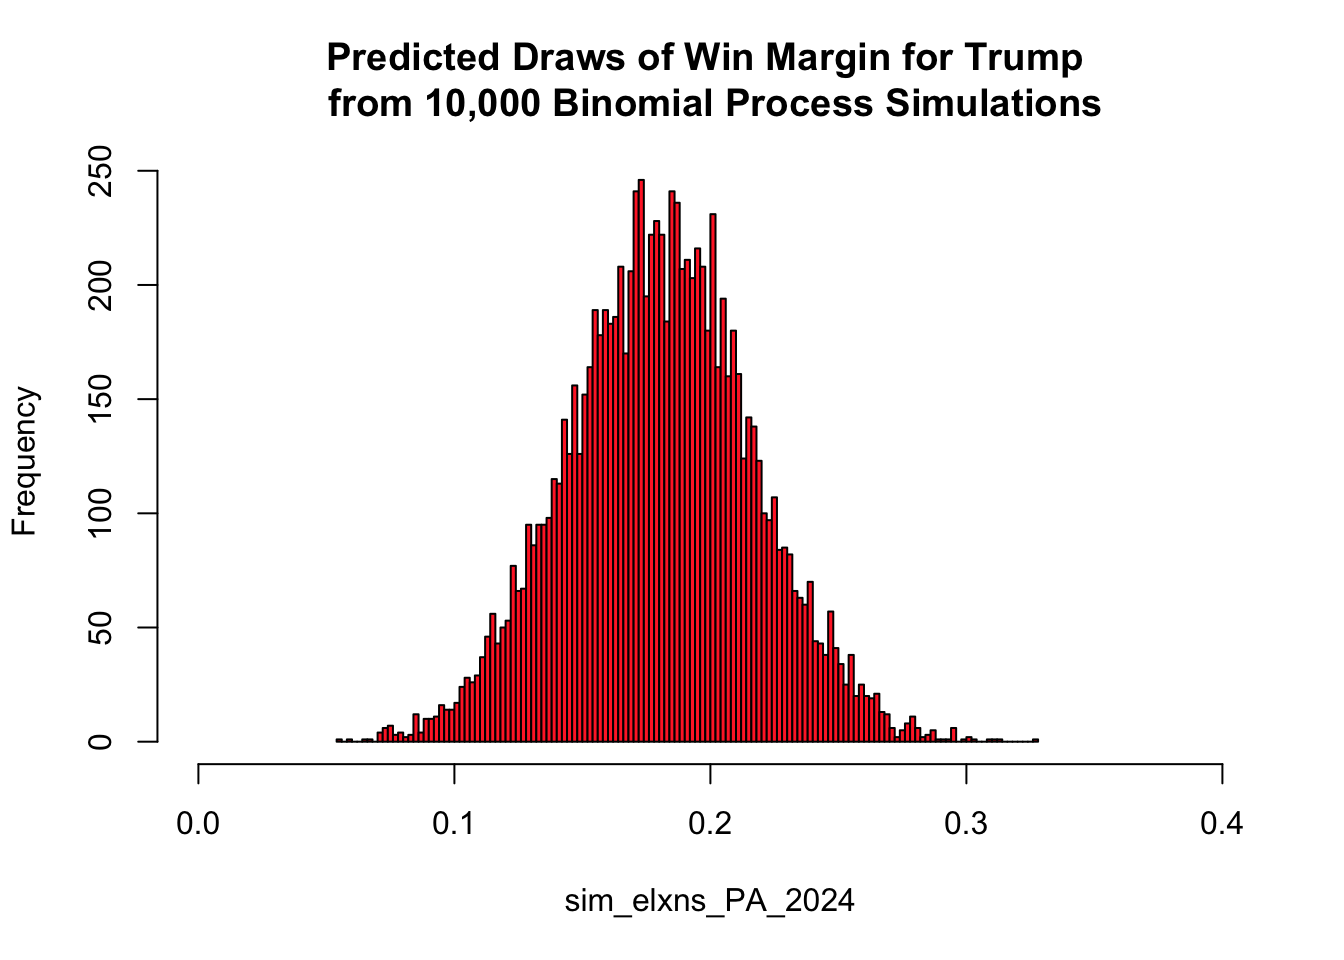 Predicted Draws of Win Margin for Trump
from 10,000 Binomial Process Simulations
Frequency
250
200
150
100
50
0
0.0 0.1 0.2 0.3 0.4
sim_elxns_PA_2024